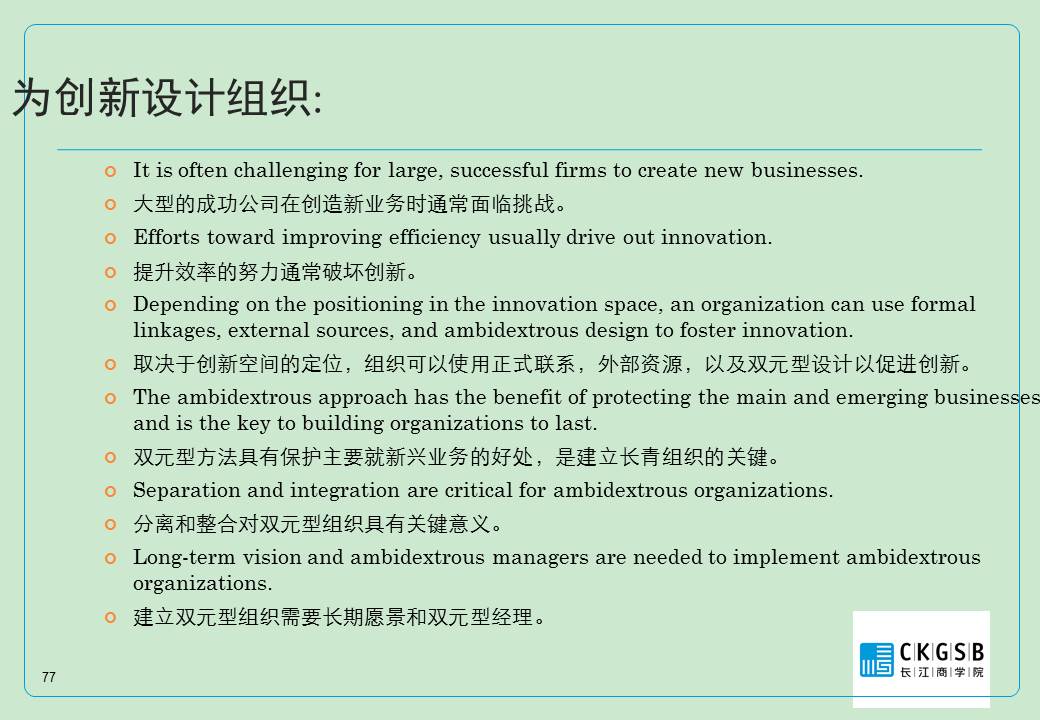 为创新设计组织:
It is often challenging for large, successful firms to create new businesses.
大型的成功公司在创造新业务时通常面临挑战。
Efforts toward improving efficiency usually drive out innovation.
提升效率的努力通常破坏创新。
Depending on the positioning in the innovation space, an organization can use formal
linkages, external sources, and ambidextrous design to foster innovation.
取决于创新空间的定位，组织可以使用正式联系，外部资源，以及双元型设计以促进创新。
The ambidextrous approach has the benefit of protecting the main and emerging businesses
and is the key to building organizations to last.
双元型方法具有保护主要就新兴业务的好处，是建立长青组织的关键。
Separation and integration are critical for ambidextrous organizations.
分离和整合对双元型组织具有关键意义。
Long-term vision and ambidextrous managers are needed to implement ambidextrous
organizations.
建立双元型组织需要长期愿景和双元型经理。
77
C|K|G|S|B
长|江|商|学|院